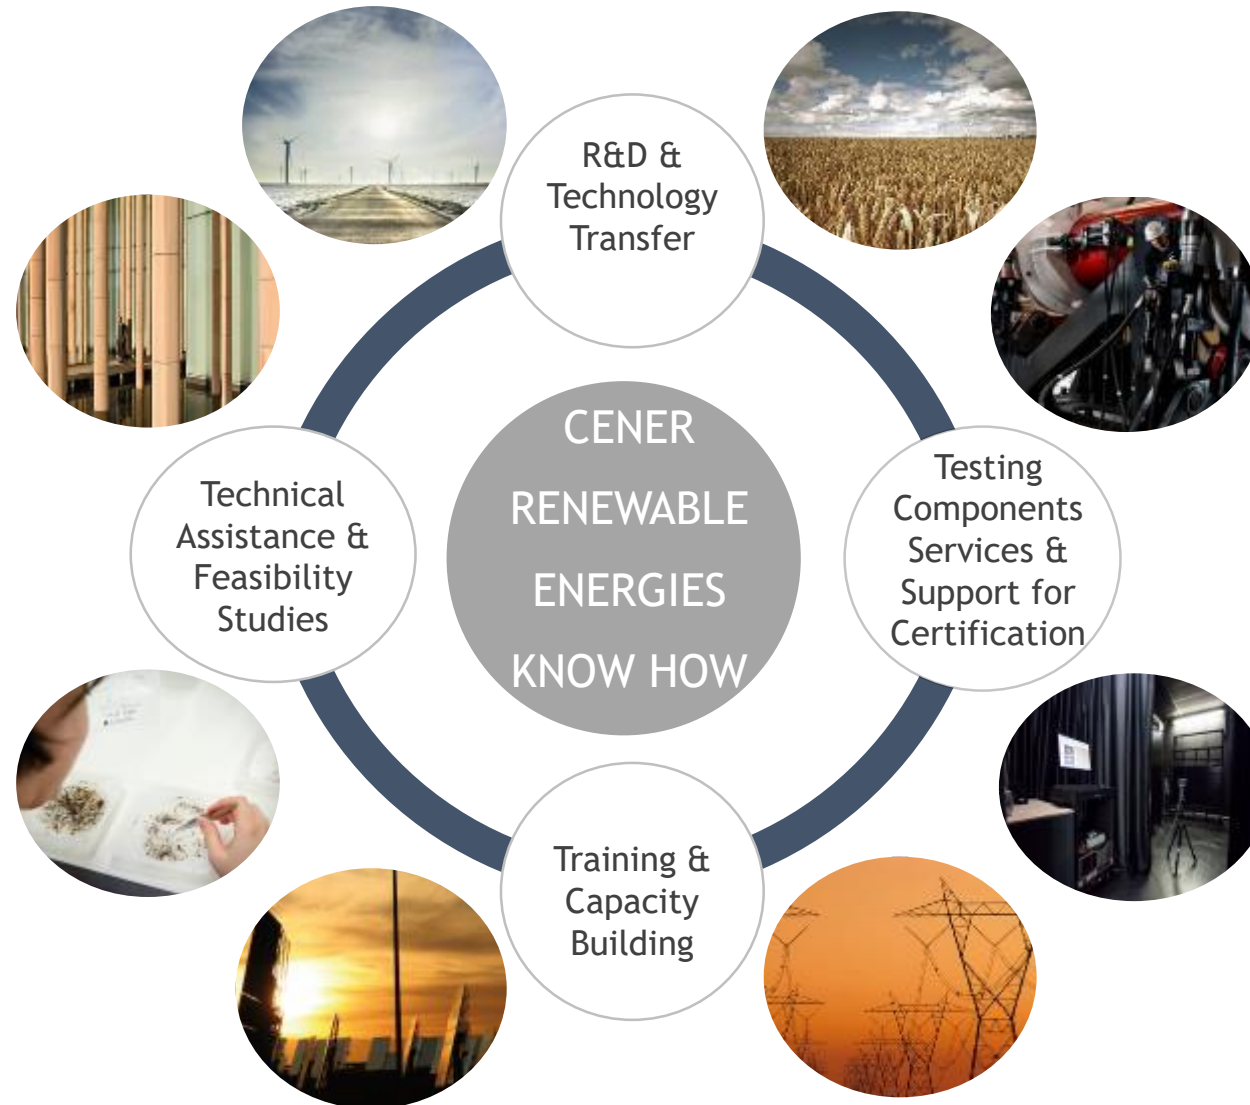 R&D &
Technology
Transfer
CENER
RENEWABLE
ENERGIES
KNOW HOW
Technical
Assistance &
Feasibility
Studies
Testing
Components
Services &
Support for
Certification
Training &
Capacity
Building